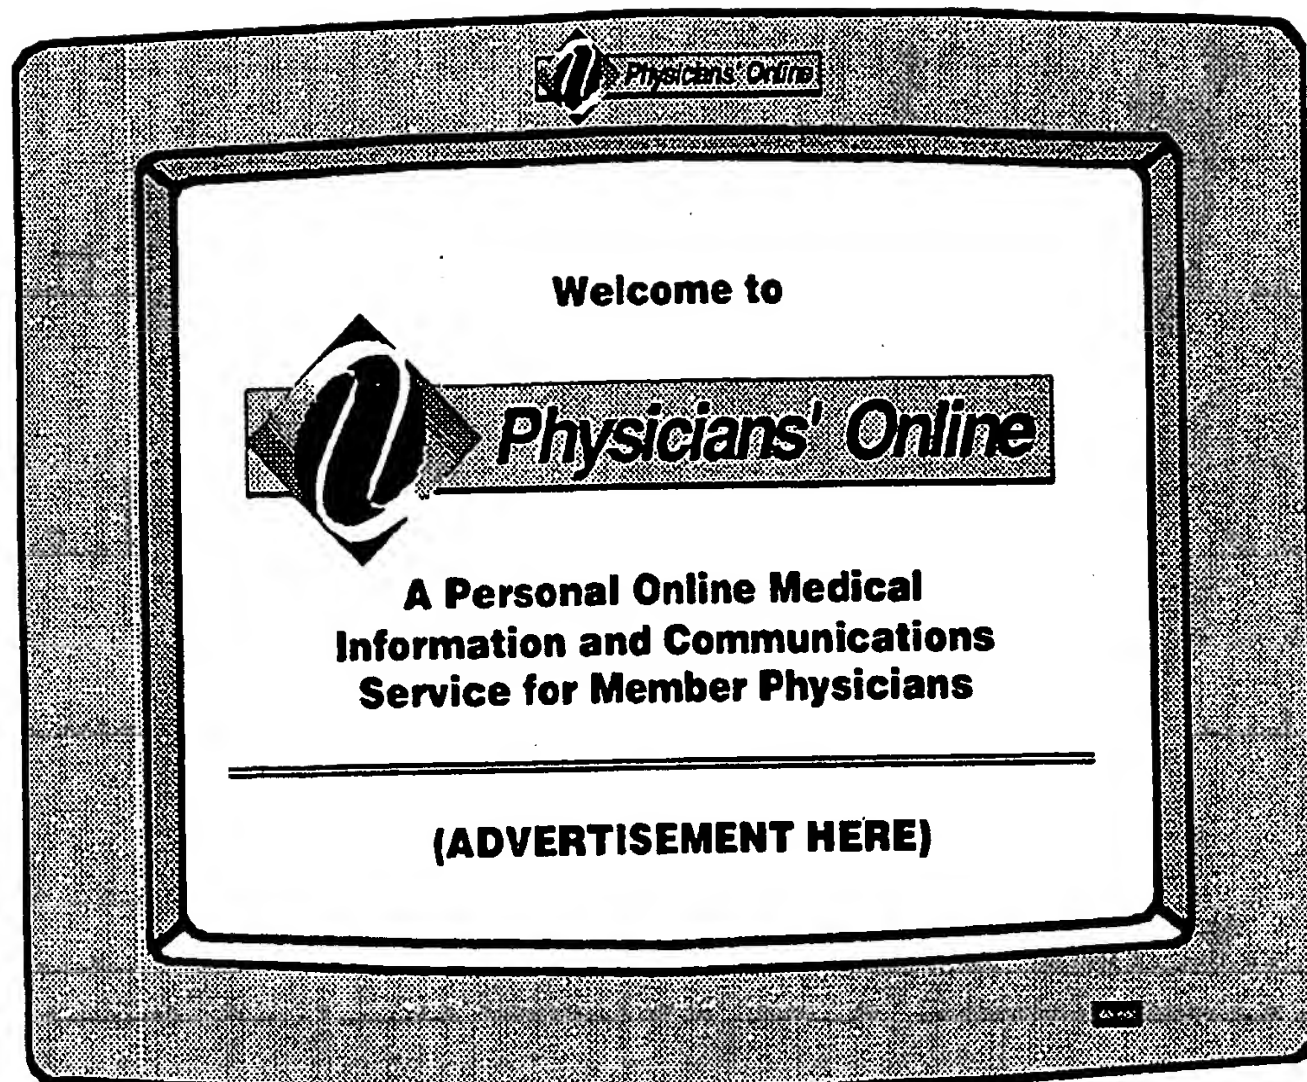 Physicians' Online
Welcome to
Physicians' Online
A Personal Online Medical
Information and Communications
Service for Member Physicians
(ADVERTISEMENT HERE)